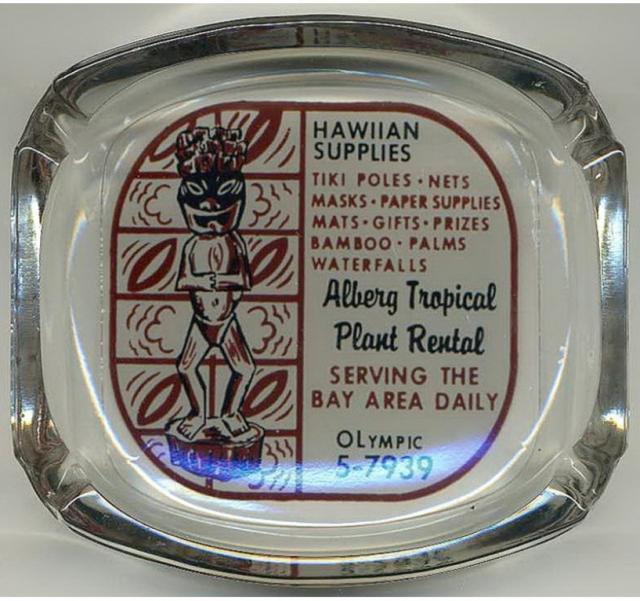 HAWIIAN
SUPPLIES
TIKI POLES · NETS
MASKS · PAPER SUPPLIES
MATS · GIFTS · PRIZES
BAMBOO · PALMS
WATERFALLS
Alberg Tropical
Plant Rental
SERVING THE
BAY AREA DAILY
OLYMPIC
5-7939